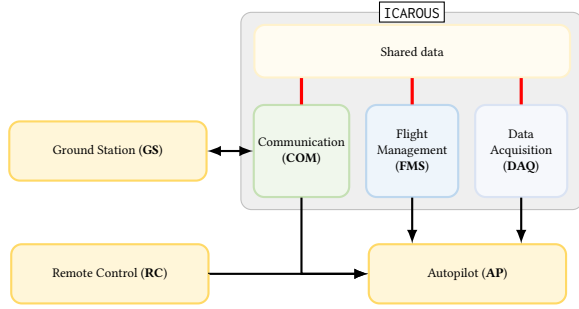 ICAROUS
Shared data
Ground Station (GS)
Communication
(COM)
Flight
Management
(FMS)
Data
Acquisition
(DAQ)
Remote Control (RC)
Autopilot (AP)